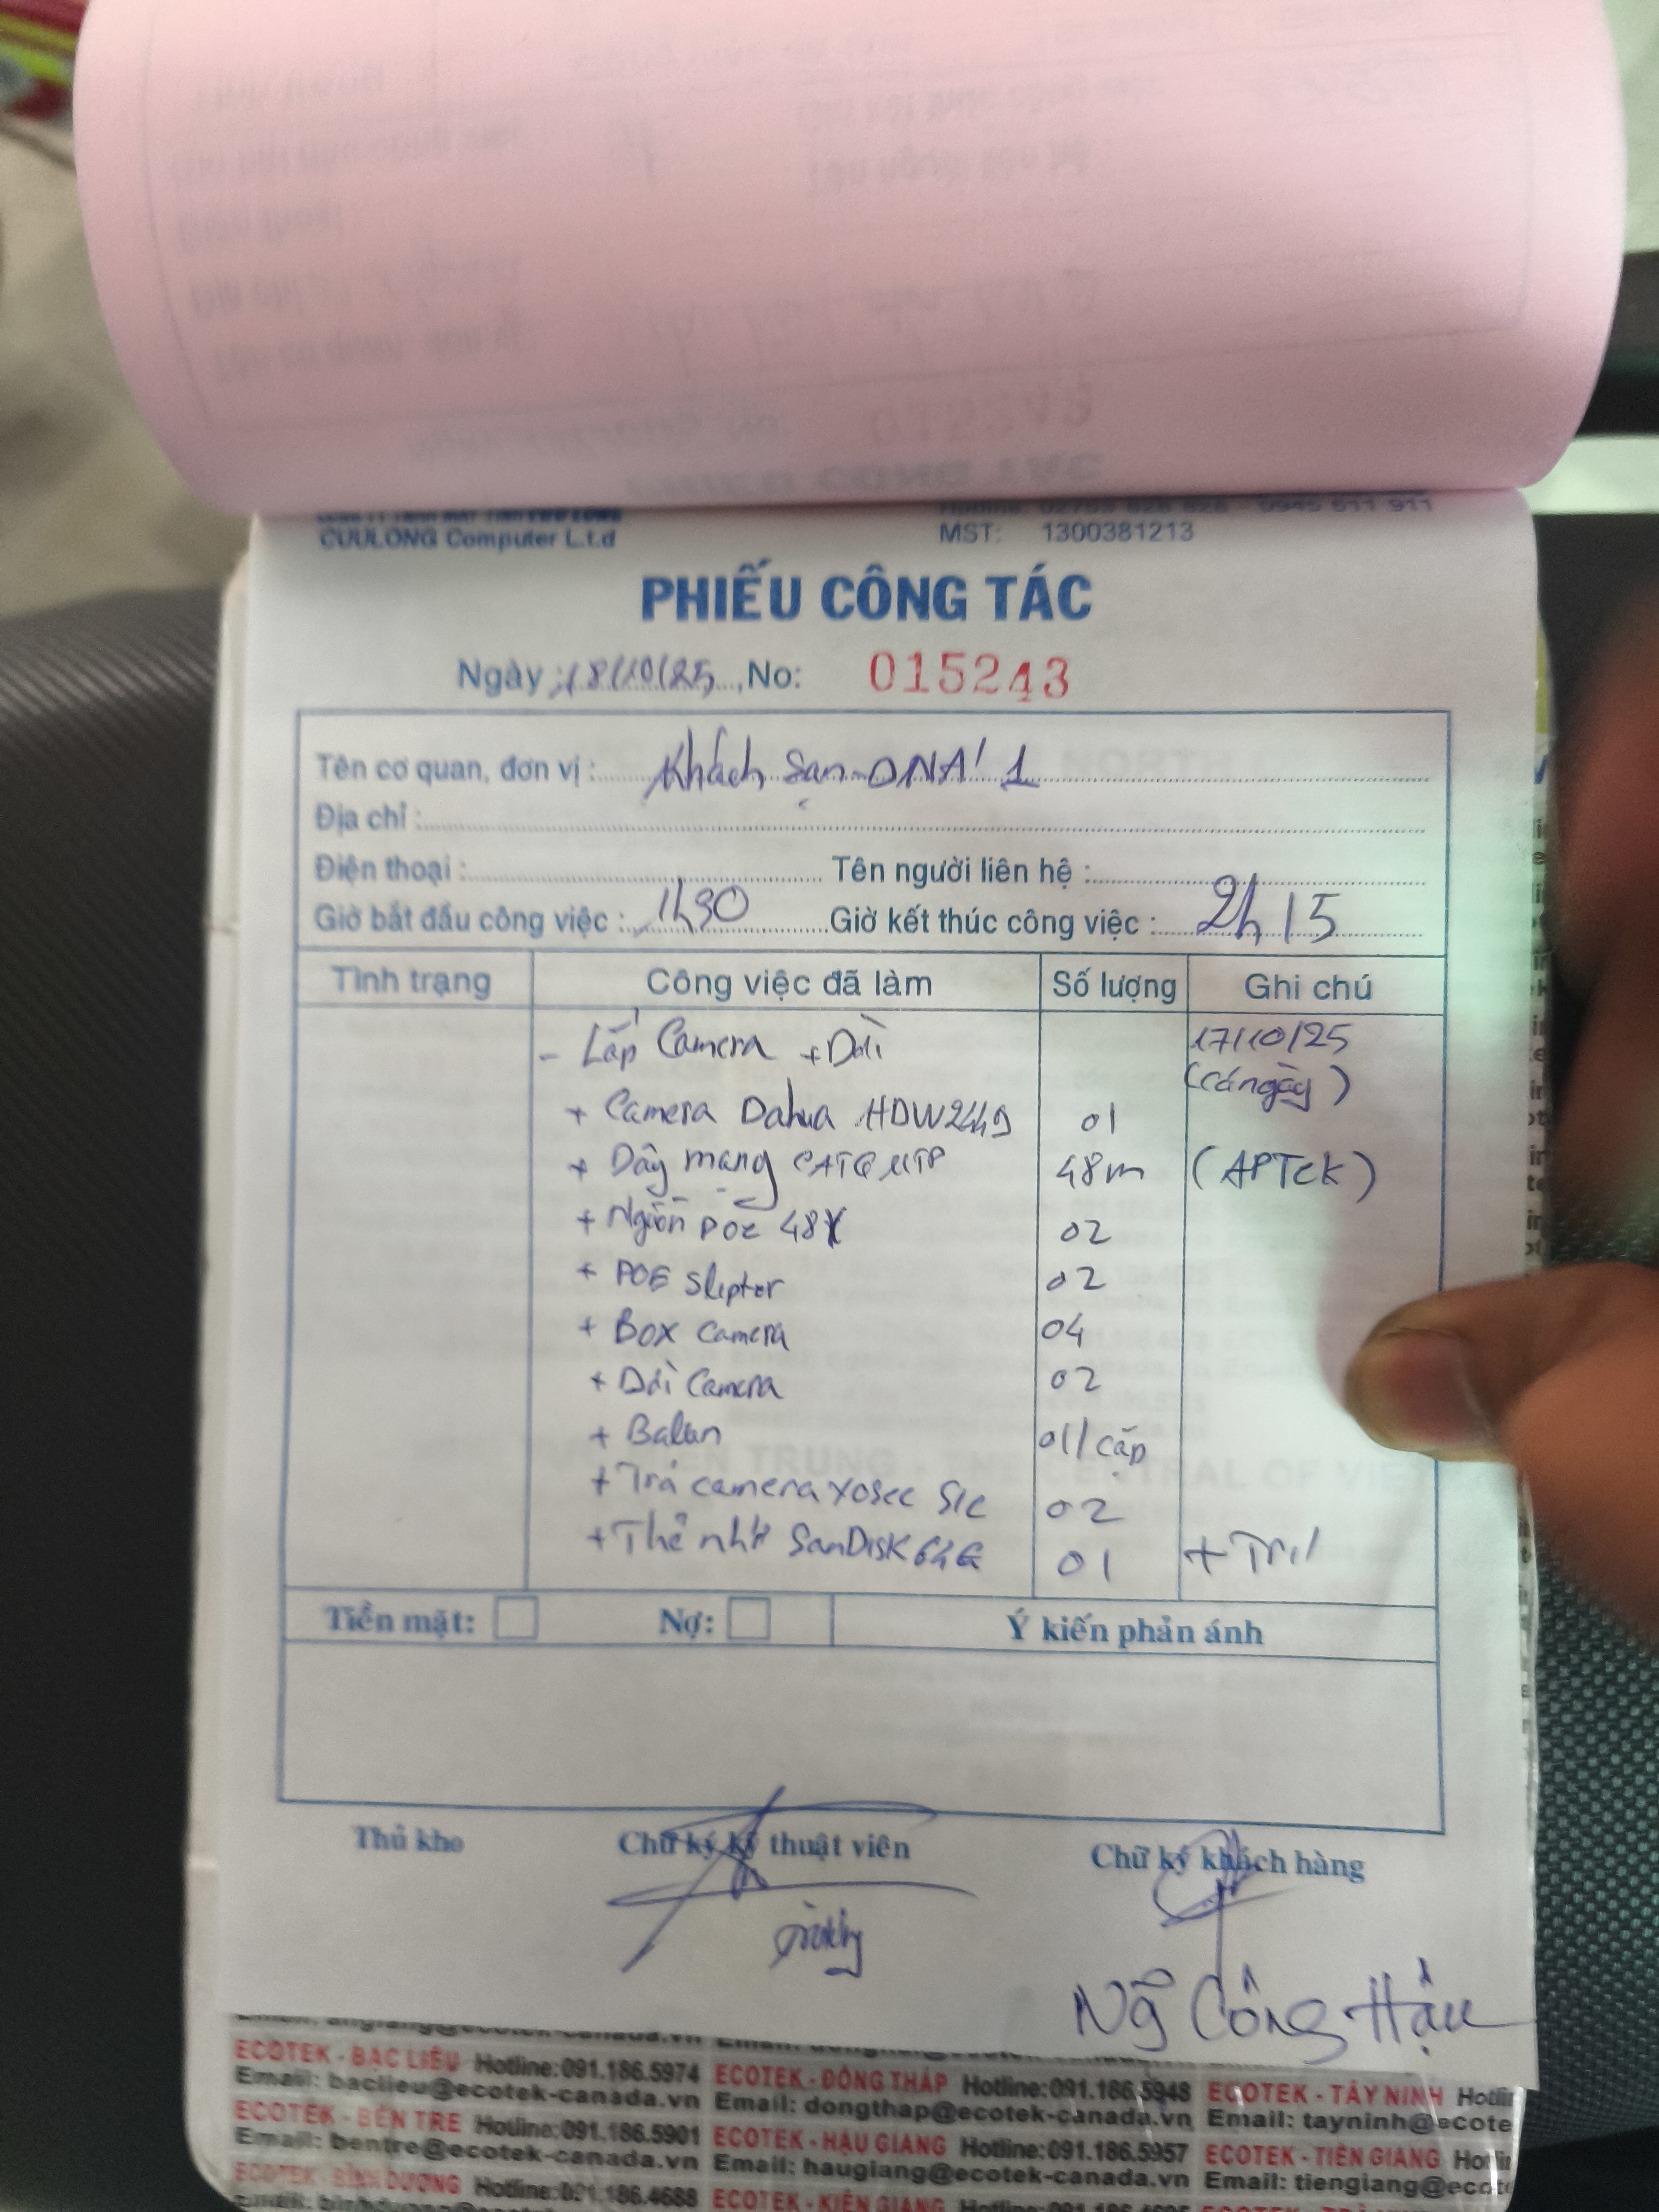 CUULONG Computer L.t.d
MST: 1300381213
PHIẾU CÔNG TÁC
Ngày: 18/10/25, No: 015243
Tên cơ quan, đơn vị: Khách sạn ONA' 1
Địa chỉ:
Điện thoại: Tên người liên hệ:
Giờ bắt đầu công việc: 1h30 Giờ kết thúc công việc: 2h15
Tình trạng Công việc đã làm Số lượng Ghi chú
- Lắp Camera + Dời 17/10/25
(cả ngày)
+ Camera Dahua HDW2449 01
+ Dây mạng CAT6 UTP 48m (APTek)
+ Nguồn POE 48V 02
+ POE slipter 02
+ Box camera 04
+ Dời Camera 02
+ Balun 01/cặp
+ Trả camera yosee 02
+ Thẻ nhớ SanDisk 64G 01
Tiền mặt: Nợ: Ý kiến phản ánh
Thủ kho Chữ ký kỹ thuật viên Chữ ký khách hàng
Ng̃ Công Hậu
ECOTEK - BẠC LIÊU Hotline:091.186.5974 ECOTEK - ĐỒNG THÁP Hotline:091.186.5948 ECOTEK - TÂY NINH
Email: baclieu@ecotek-canada.vn Email: dongthap@ecotek-canada.vn Email: tayninh@ecote
ECOTEK - BẾN TRE Hotline:091.186.5901 ECOTEK - HẬU GIANG Hotline:091.186.5957 ECOTEK - TIỀN GIANG
Email: bentre@ecotek-canada.vn Email: haugiang@ecotek-canada.vn Email: tiengiang@ecot
ECOTEK - BÌNH DƯƠNG Hotline:091.186.4688 ECOTEK - KIÊN GIANG